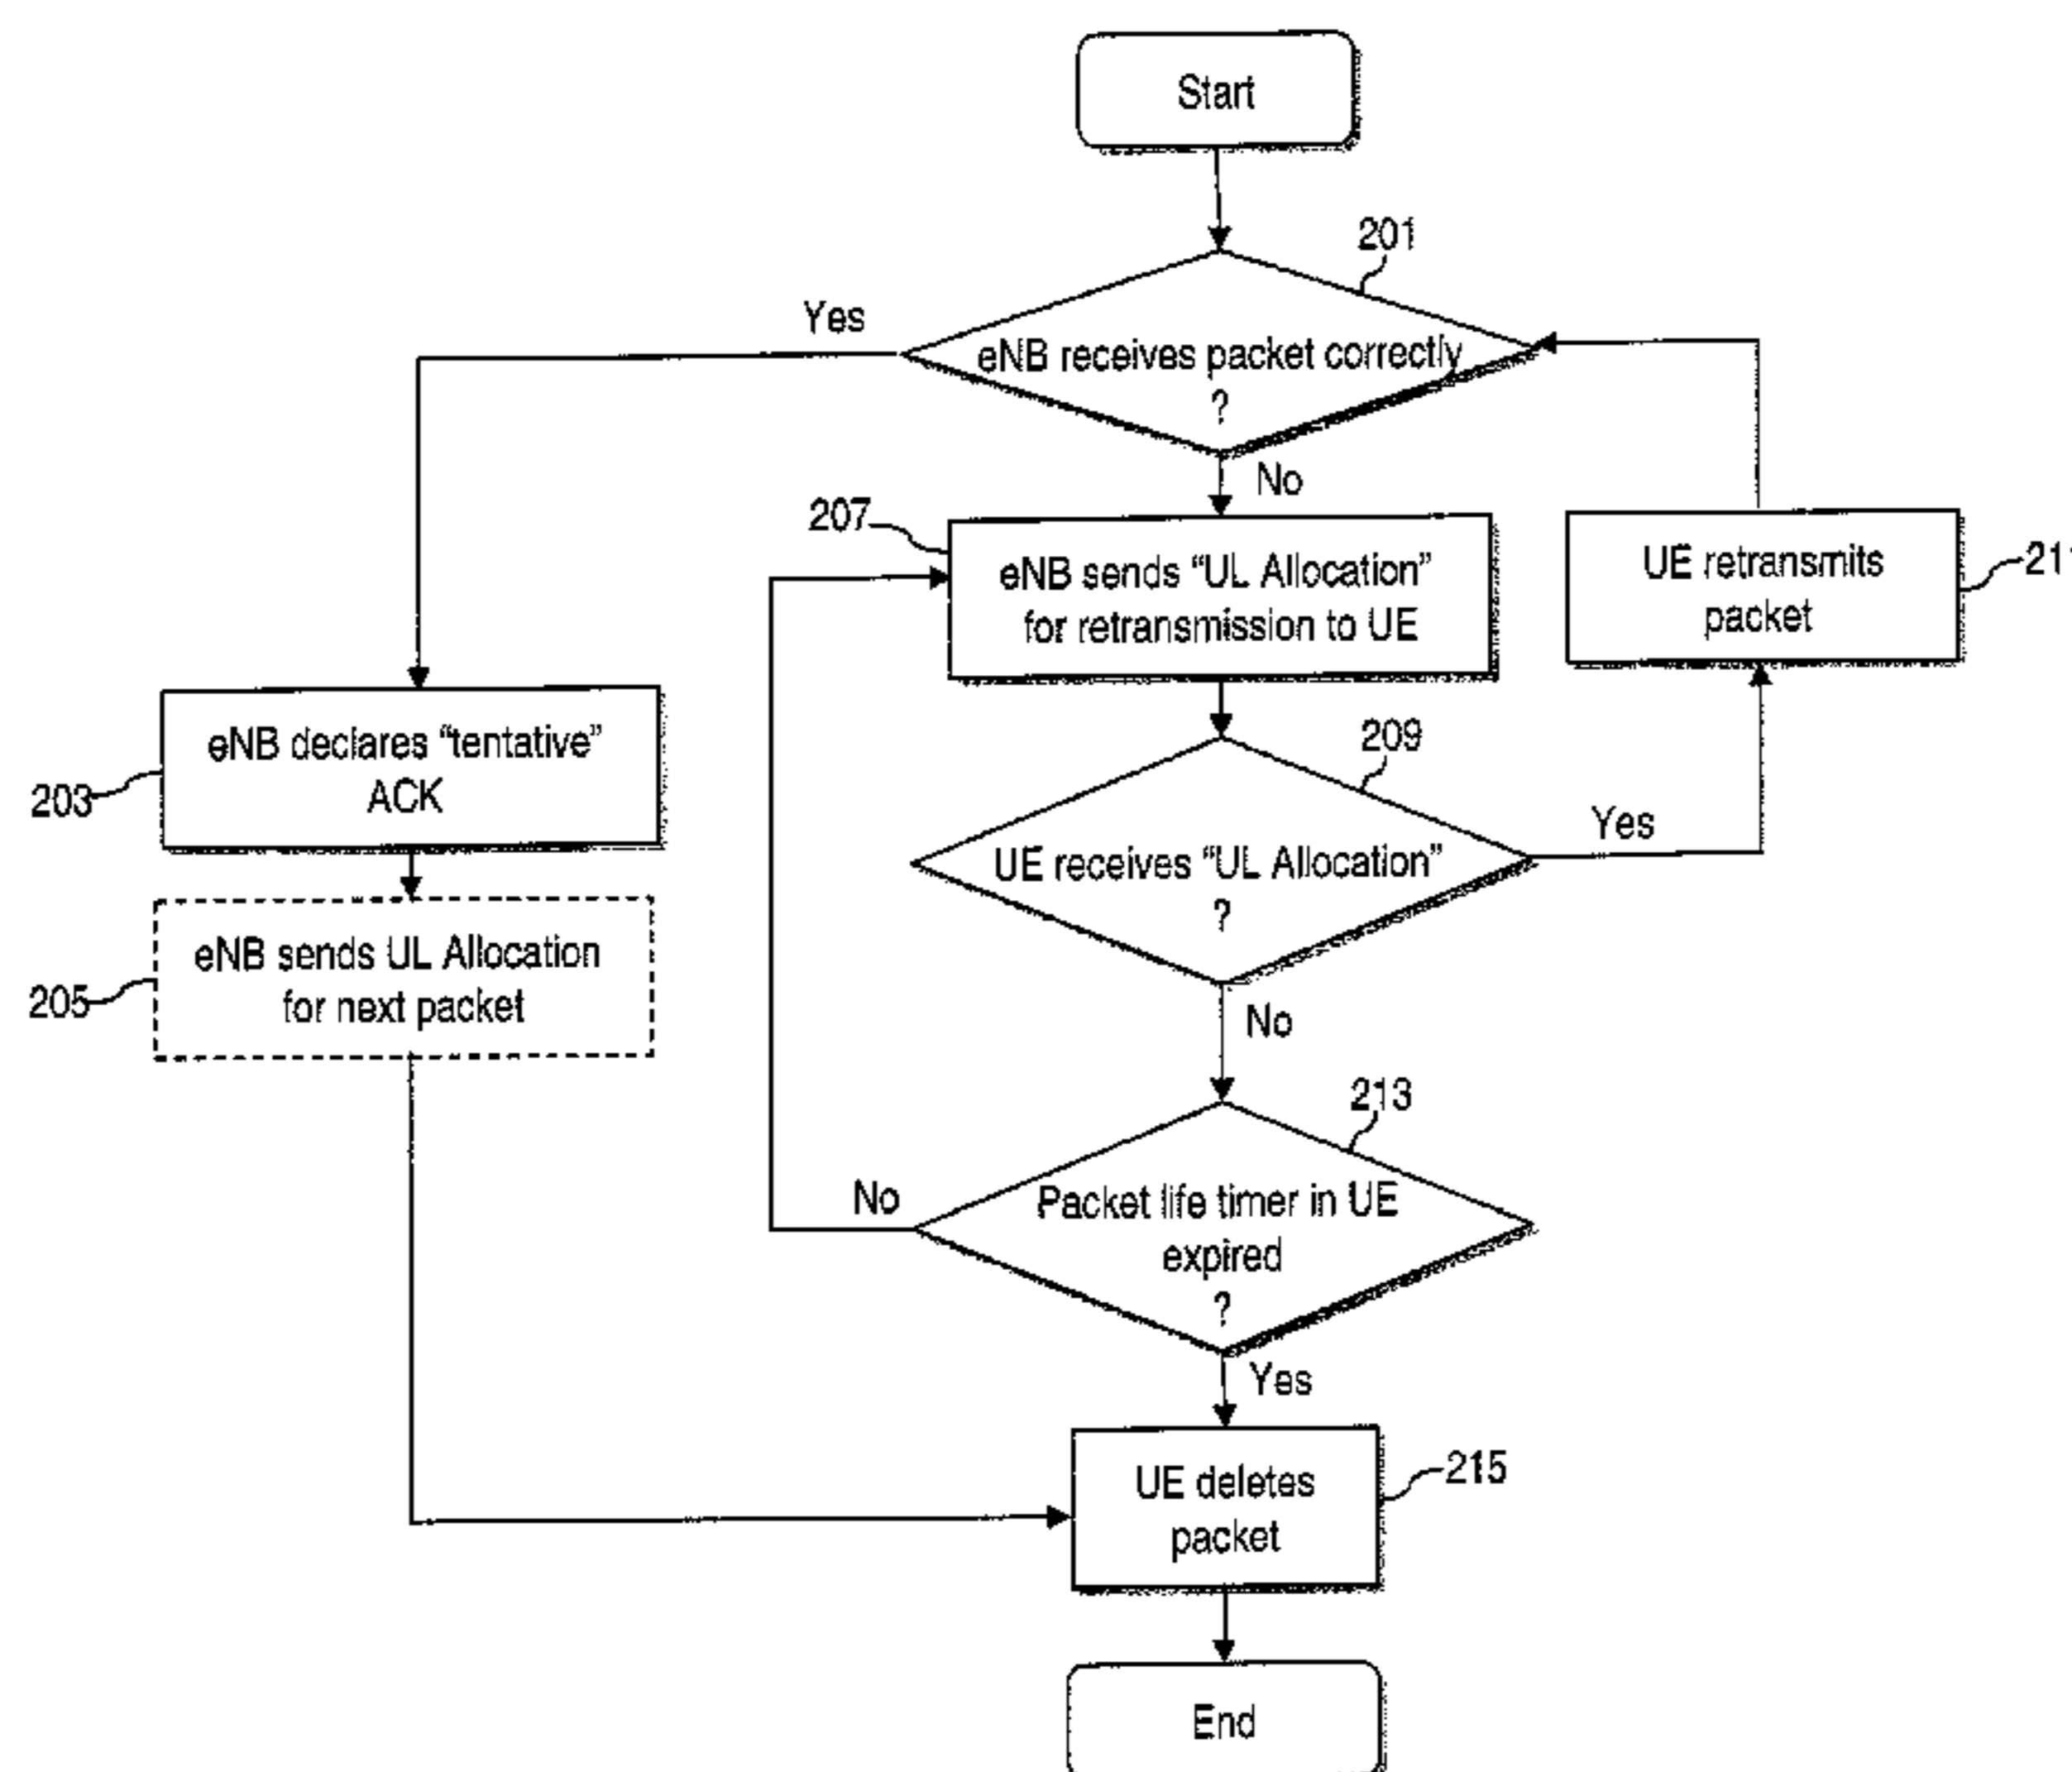 Start
201
Yes
eNB receives packet correctly
?
No
207
eNB sends “UL Allocation”
for retransmission to UE
UE retransmits
packet
211
eNB declares “tentative”
ACK
203
209
UE receives “UL Allocation”
?
Yes
No
eNB sends UL Allocation
for next packet
205
213
Packet life timer in UE
expired
?
No
Yes
UE deletes
packet
215
End